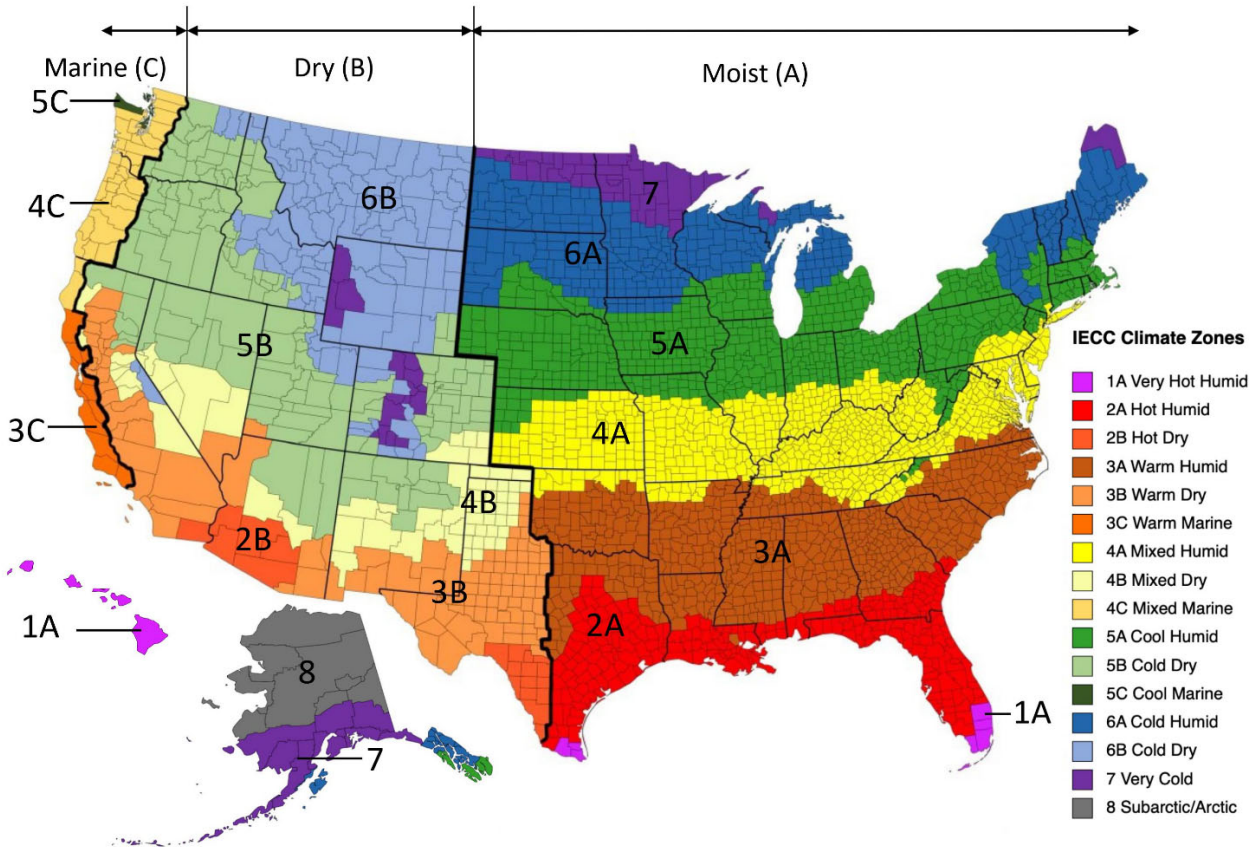 Marine (C)
Dry (B)
Moist (A)
5C
4C
6B
7
6A
5B
5A
3C
4A
4B
2B
3B
3A
2A
1A
8
7
1A
IECC Climate Zones
1A Very Hot Humid
2A Hot Humid
2B Hot Dry
3A Warm Humid
3B Warm Dry
3C Warm Marine
4A Mixed Humid
4B Mixed Dry
4C Mixed Marine
5A Cool Humid
5B Cold Dry
5C Cool Marine
6A Cold Humid
6B Cold Dry
7 Very Cold
8 Subarctic/Arctic